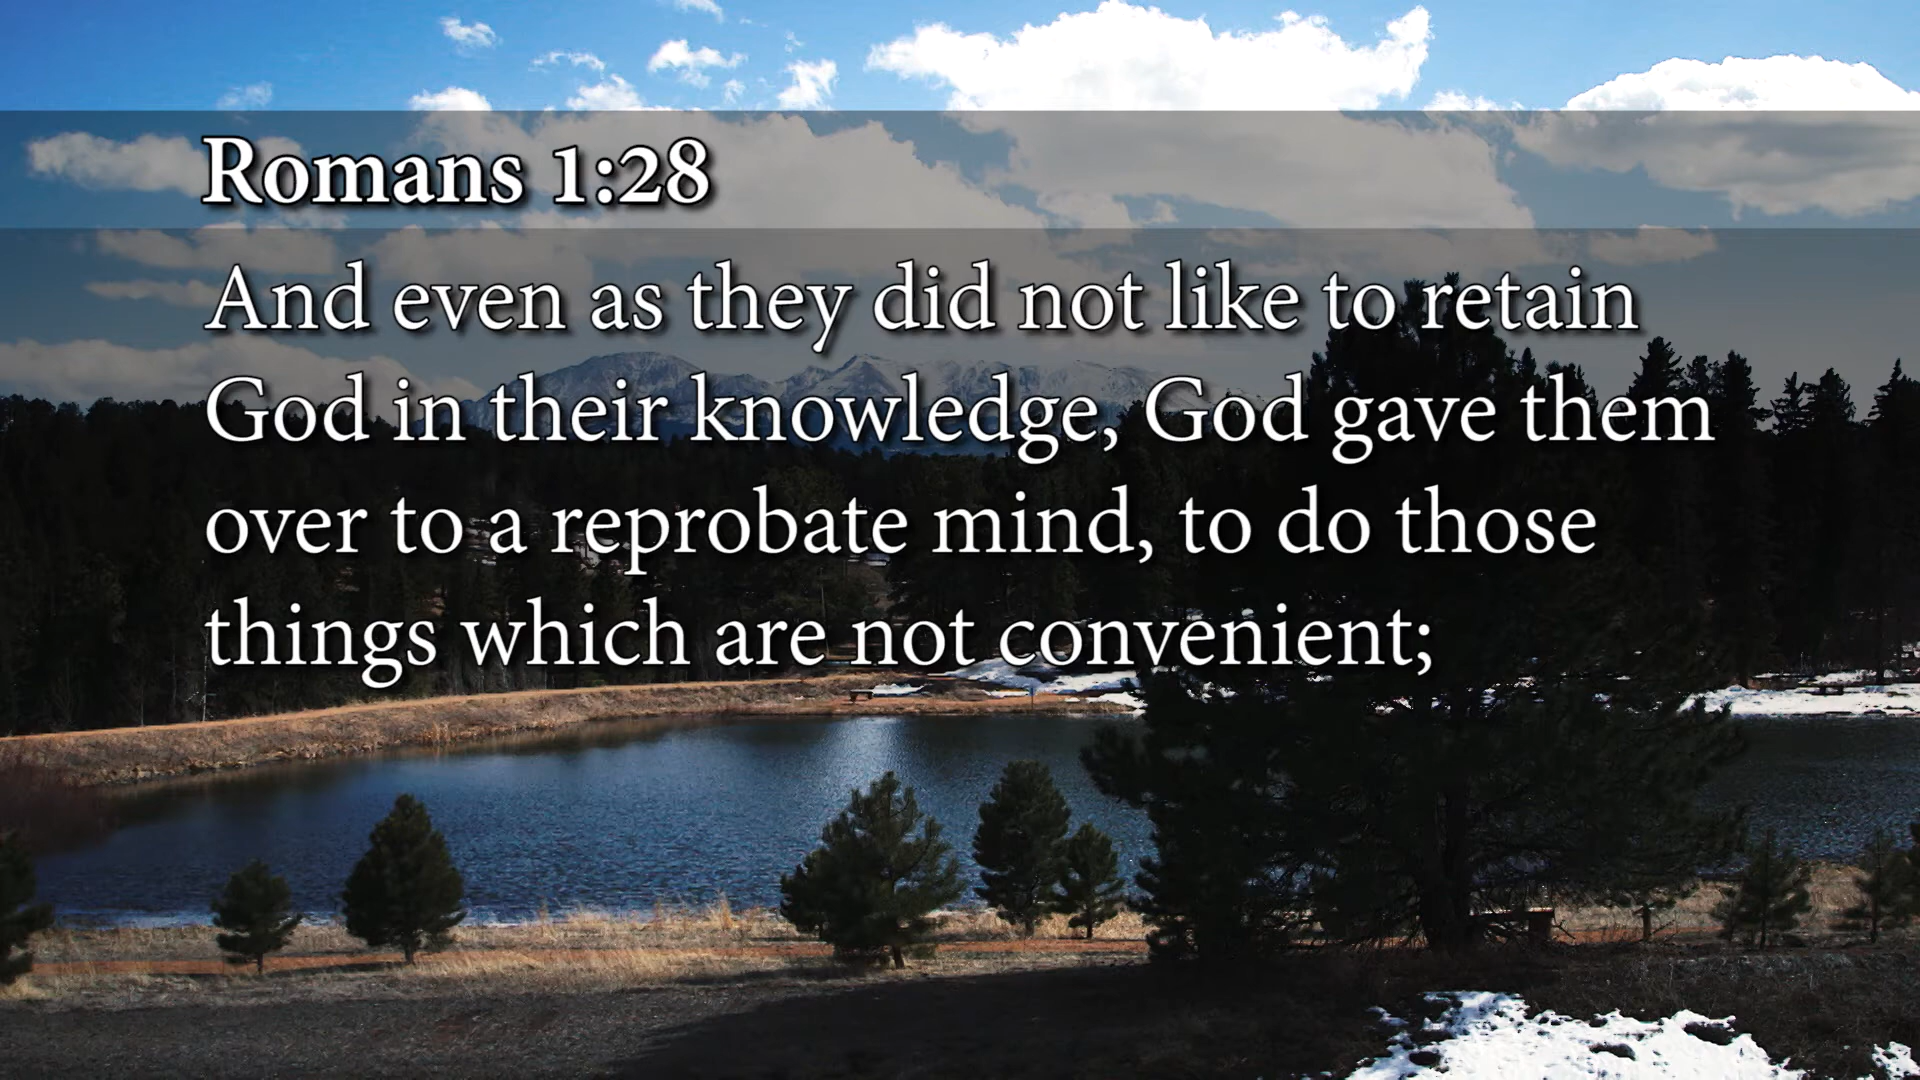 Romans 1:28
And even as they did not like to retain
God in their knowledge, God gave them
over to a reprobate mind, to do those
things which are not convenient;